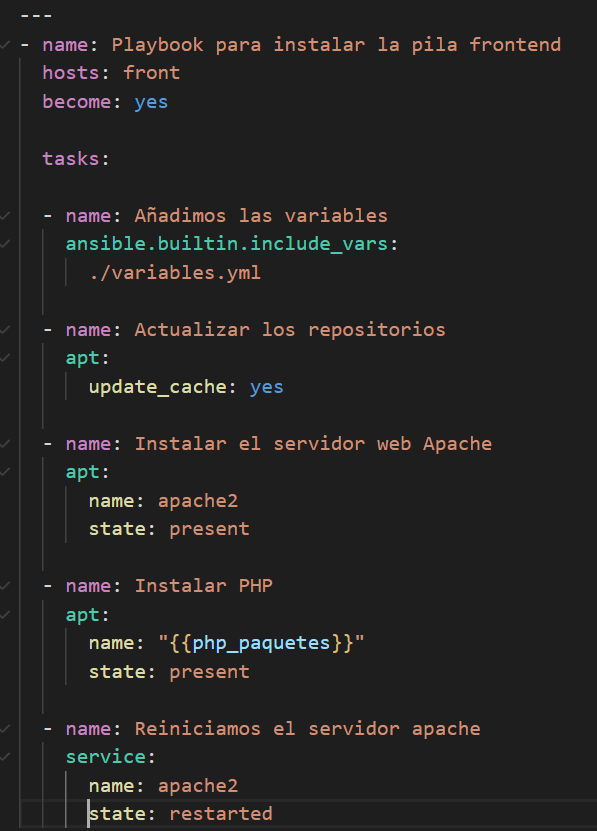 ---
- name: Playbook para instalar la pila frontend
  hosts: front
  become: yes
  tasks:
  - name: Añadimos las variables
    ansible.builtin.include_vars:
      ./variables.yml
  - name: Actualizar los repositorios
    apt:
      update_cache: yes
  - name: Instalar el servidor web Apache
    apt:
      name: apache2
      state: present
  - name: Instalar PHP
    apt:
      name: "{{php_paquetes}}"
      state: present
  - name: Reiniciamos el servidor apache
    service:
      name: apache2
      state: restarted